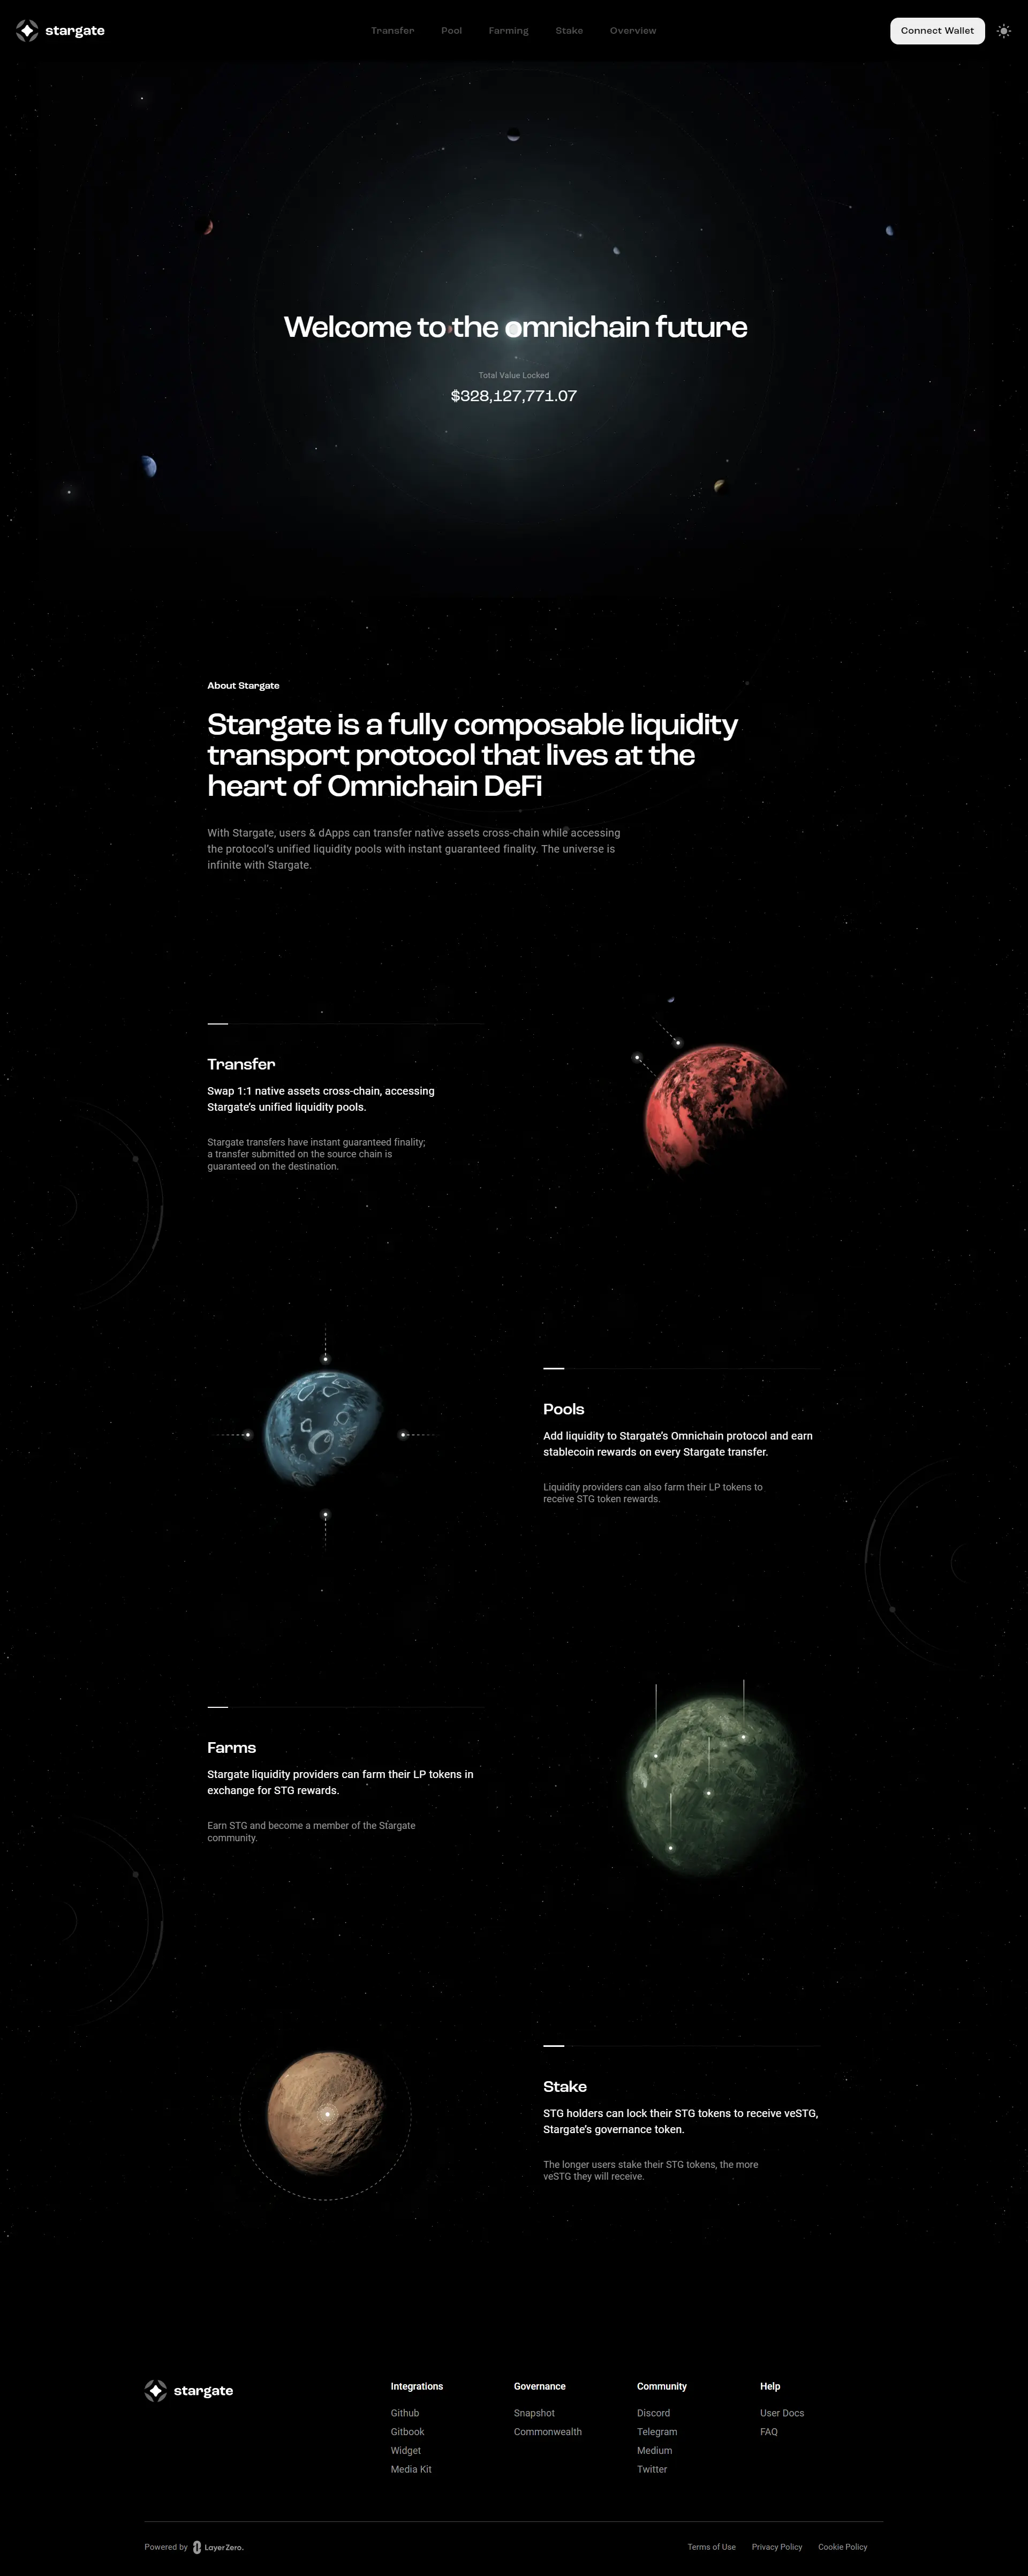 stargate
Transfer
Pool
Farming
Stake
Overview
Connect Wallet
Welcome to the omnichain future
Total Value Locked
$328,127,771.07
About Stargate
Stargate is a fully composable liquidity
transport protocol that lives at the
heart of Omnichain DeFi
With Stargate, users & dApps can transfer native assets cross-chain while accessing
the protocol’s unified liquidity pools with instant guaranteed finality. The universe is
infinite with Stargate.
Transfer
Swap 1:1 native assets cross-chain, accessing
Stargate’s unified liquidity pools.
Stargate transfers have instant guaranteed finality;
a transfer submitted on the source chain is
guaranteed on the destination.
Pools
Add liquidity to Stargate’s Omnichain protocol and earn
stablecoin rewards on every Stargate transfer.
Liquidity providers can also farm their LP tokens to
receive STG token rewards.
Farms
Stargate liquidity providers can farm their LP tokens in
exchange for STG rewards.
Earn STG and become a member of the Stargate
community.
Stake
STG holders can lock their STG tokens to receive veSTG,
Stargate’s governance token.
The longer users stake their STG tokens, the more
veSTG they will receive.
stargate
Integrations
Github
Gitbook
Widget
Media Kit
Governance
Snapshot
Commonwealth
Community
Discord
Telegram
Medium
Twitter
Help
User Docs
FAQ
Powered by LayerZero.
Terms of Use
Privacy Policy
Cookie Policy